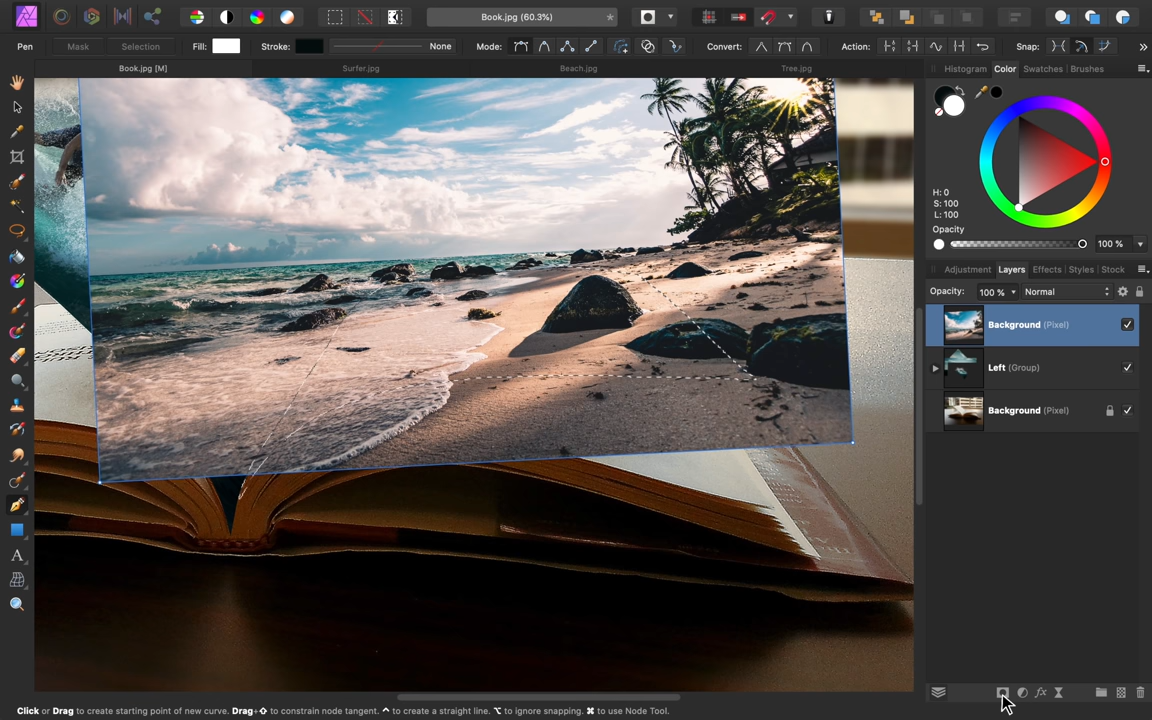 Book.jpg (60.3%)
Pen
Mask
Selection
Fill:
Stroke:
None
Mode:
Convert:
Action:
Snap:
Book.jpg [M]
Surfer.jpg
Beach.jpg
Tree.jpg
Histogram
Color
Swatches
Brushes
H: 0
S: 100
L: 100
Opacity
100 %
Adjustment
Layers
Effects
Styles
Stock
Opacity:
100 %
Normal
Background (Pixel)
Left (Group)
Background (Pixel)
Click or Drag to create starting point of new curve. Drag+⇧ to constrain node tangent. ⌃ to create a straight line. ⌥ to ignore snapping. ⌘ to use Node Tool.